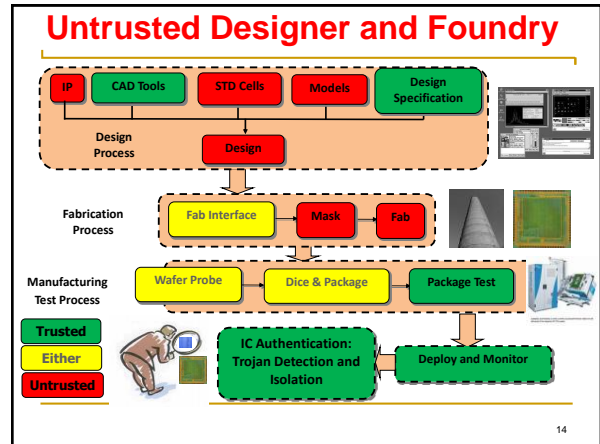 Untrusted Designer and Foundry
IP
CAD Tools
STD Cells
Models
Design
Specification
Design
Process
Design
Fabrication
Process
Fab Interface
Mask
Fab
Manufacturing
Test Process
Wafer Probe
Dice & Package
Package Test
Trusted
Either
Untrusted
IC Authentication:
Trojan Detection and
Isolation
Deploy and Monitor
14